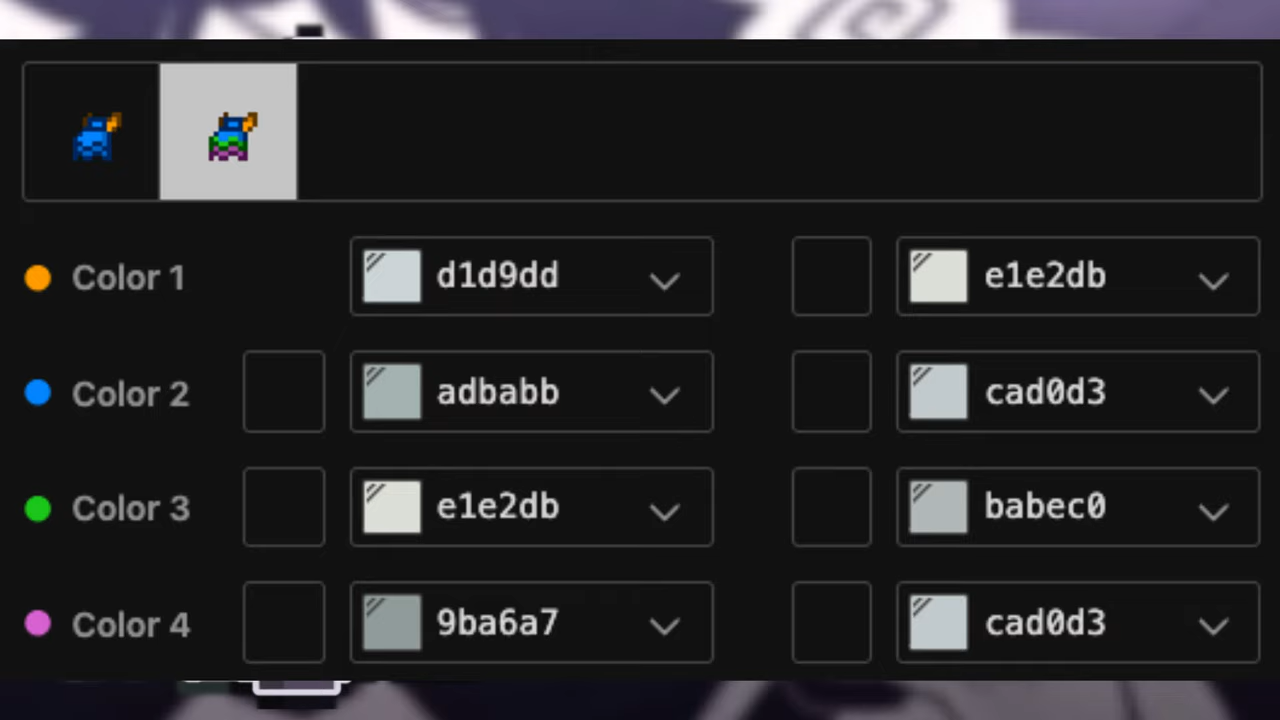 Color 1 d1d9dd e1e2db
Color 2 adbabb cad0d3
Color 3 e1e2db babec0
Color 4 9ba6a7 cad0d3